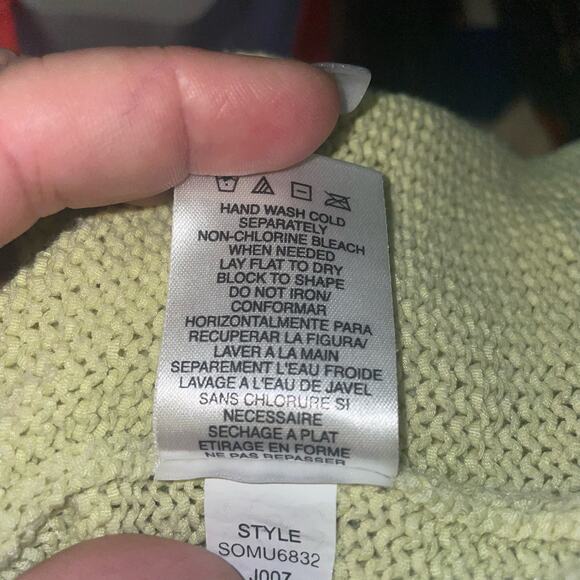 HAND WASH COLD
SEPARATELY
NON-CHLORINE BLEACH
WHEN NEEDED
LAY FLAT TO DRY
BLOCK TO SHAPE
DO NOT IRON/
CONFORMAR
HORIZONTALMENTE PARA
RECUPERAR LA FIGURA/
LAVER A LA MAIN
SEPAREMENT L'EAU FROIDE
LAVAGE A L'EAU DE JAVEL
SANS CHLORURE SI
NECESSAIRE
SECHAGE A PLAT
ETIRAGE EN FORME
NE PAS REPASSER
STYLE
SOMU6832
J007